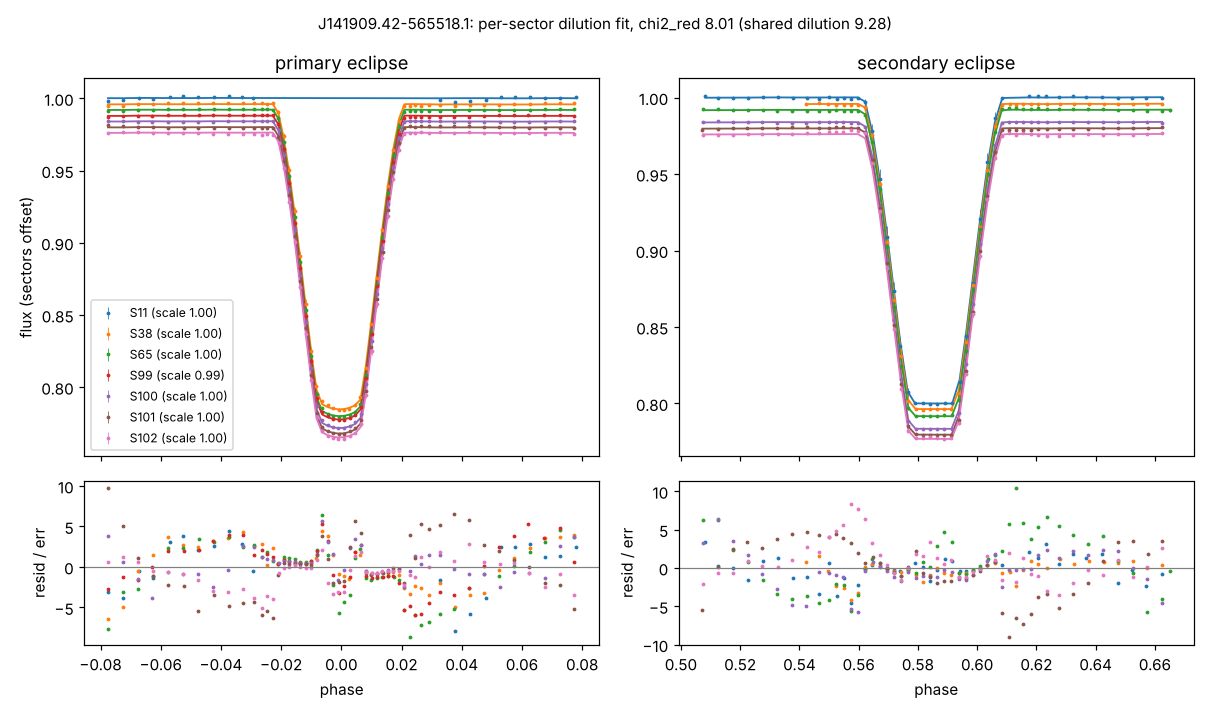 J141909.42-565518.1: per-sector dilution fit, chi2_red 8.01 (shared dilution 9.28)
primary eclipse
flux (sectors offset)
1.00
0.95
0.90
0.85
0.80
S11 (scale 1.00)
S38 (scale 1.00)
S65 (scale 1.00)
S99 (scale 0.99)
S100 (scale 1.00)
S101 (scale 1.00)
S102 (scale 1.00)
secondary eclipse
1.00
0.95
0.90
0.85
0.80
resid / err
10
5
0
−5
−0.08 −0.06 −0.04 −0.02 0.00 0.02 0.04 0.06 0.08
phase
resid / err
10
5
0
−5
−10
0.50 0.52 0.54 0.56 0.58 0.60 0.62 0.64 0.66
phase